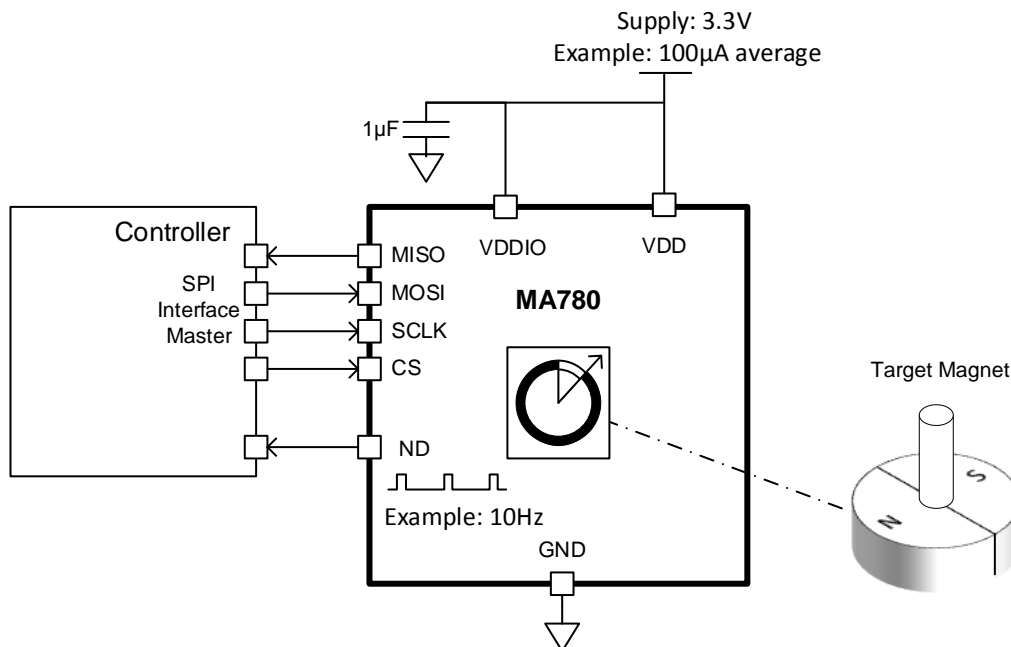 Supply: 3.3V
Example: 100µA average
1µF
Controller
SPI
Interface
Master
MISO
MOSI
SCLK
CS
ND
VDDIO
VDD
MA780
Example: 10Hz
GND
Target Magnet
N
S